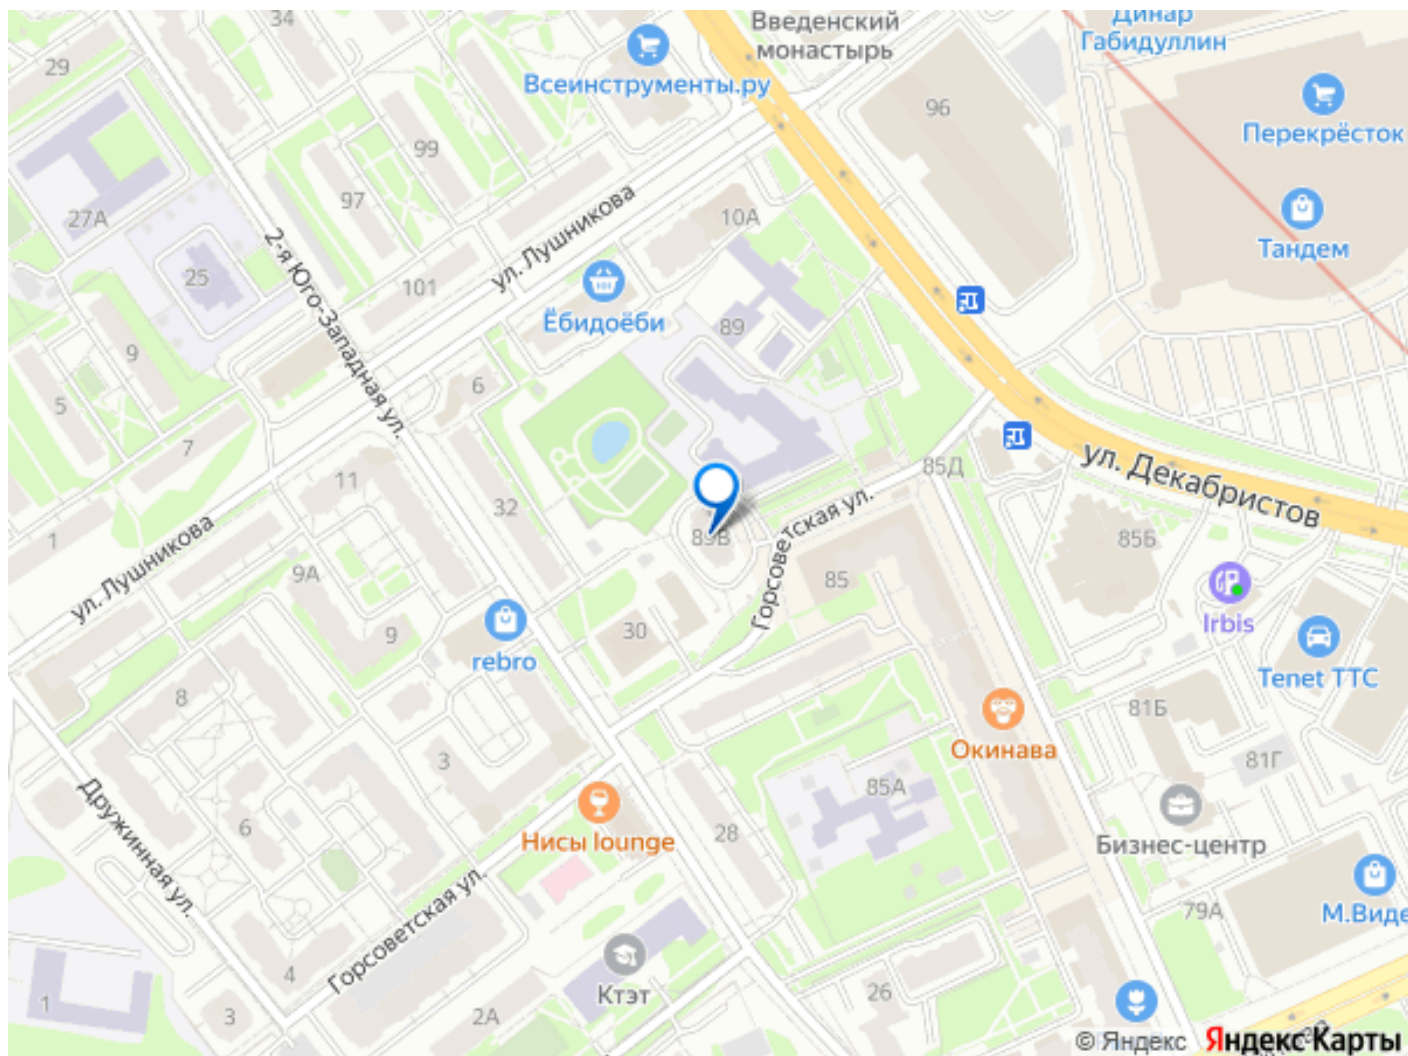 34
Введенский
монастырь
Динар
Габидуллин
29
Всеинструменты.ру
96
Перекрёсток
99
97
27А
10А
ул. Лушникова
Тандем
2-я Юго-Западная ул.
25
101
Ёбидоёби
89
9
6
5
7
ул. Декабристов
85Д
11
32
Горсоветская ул.
1
ул. Лушникова
85Б
9А
85
Irbis
30
9
rebro
Tenet ТТС
8
81Б
Окинава
3
81Г
85А
Дружинная ул.
6
Нисы lounge
28
Бизнес-центр
79А
М.Виде
Горсоветская ул.
4
Ктэт
26
1
3
2А
© Яндекс Яндекс Карты